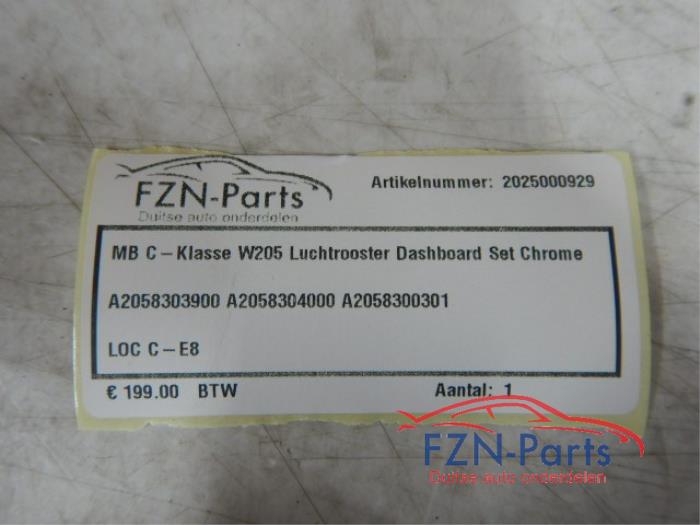 FZN-Parts
Duitse auto onderdelen
Artikelnummer: 2025000929
MB C-Klasse W205 Luchtrooster Dashboard Set Chrome
A2058303900 A2058304000 A2058300301
LOC C-E8
€ 199.00 BTW
Aantal: 1
FZN-Parts
Duitse auto onderdelen